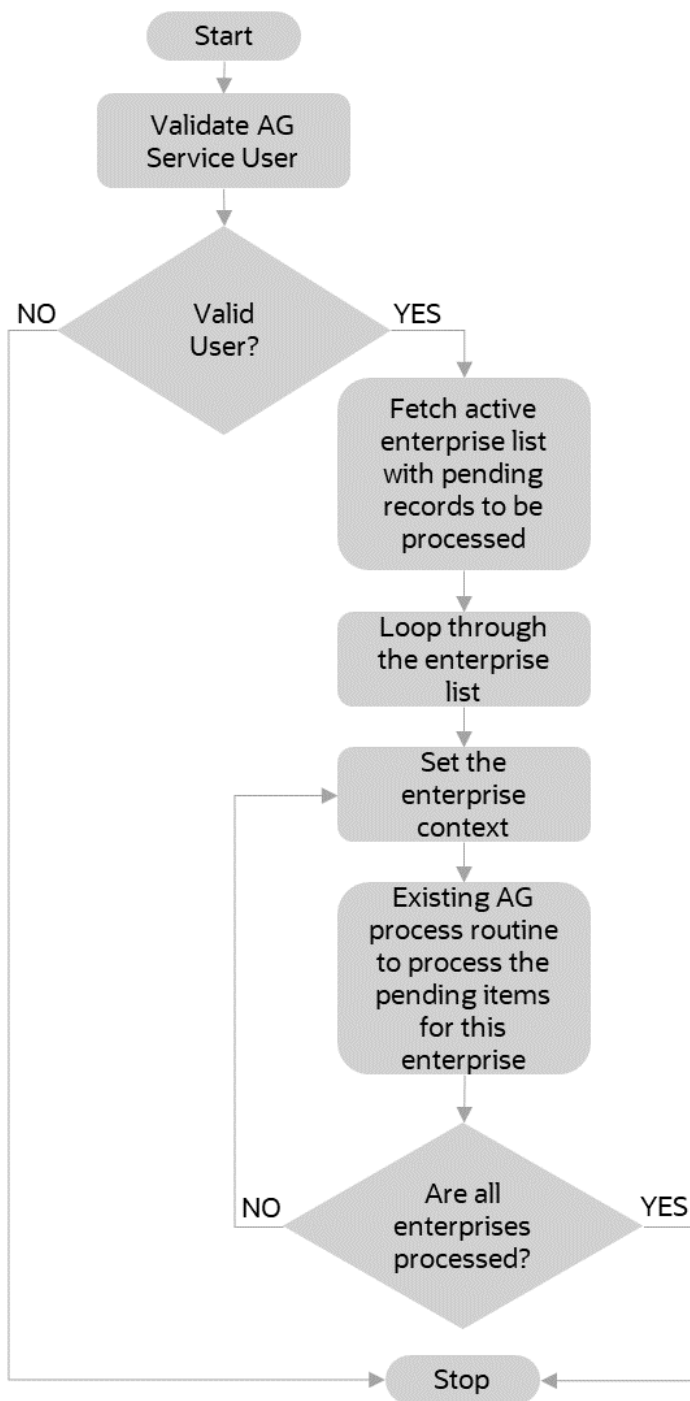 Start
Validate AG
Service User
NO
YES
Valid
User?
Fetch active
enterprise list
with pending
records to be
processed
Loop through
the enterprise
list
Set the
enterprise
context
Existing AG
process routine
to process the
pending items
for this
enterprise
NO
YES
Are all
enterprises
processed?
Stop